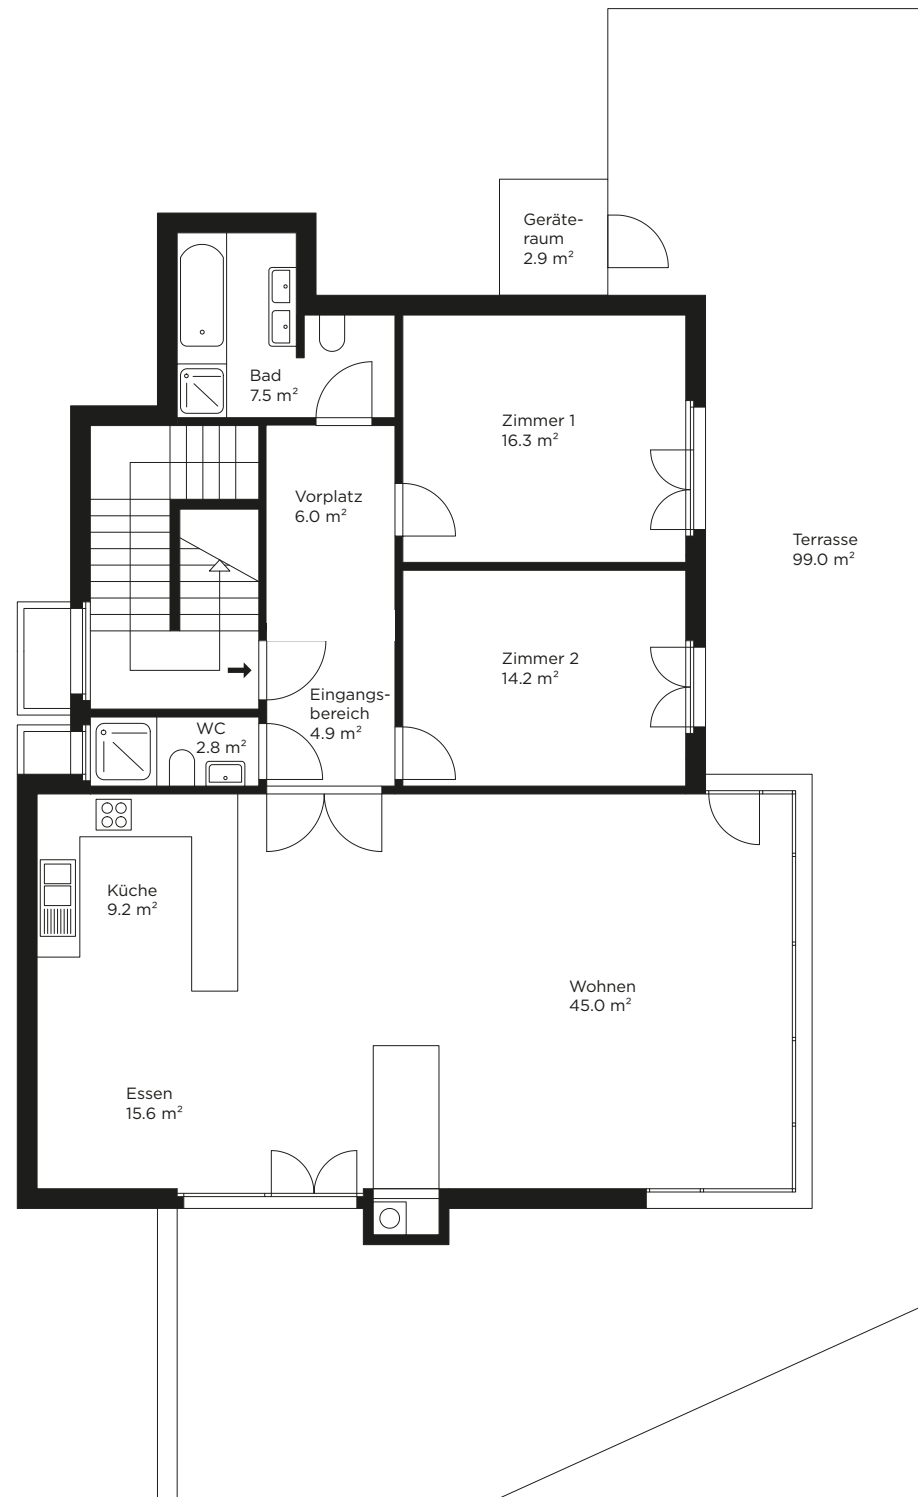 Geräte-
raum
2.9 m²
Bad
7.5 m²
Zimmer 1
16.3 m²
Vorplatz
6.0 m²
Terrasse
99.0 m²
Zimmer 2
14.2 m²
Eingangs-
bereich
4.9 m²
WC
2.8 m²
Küche
9.2 m²
Wohnen
45.0 m²
Essen
15.6 m²